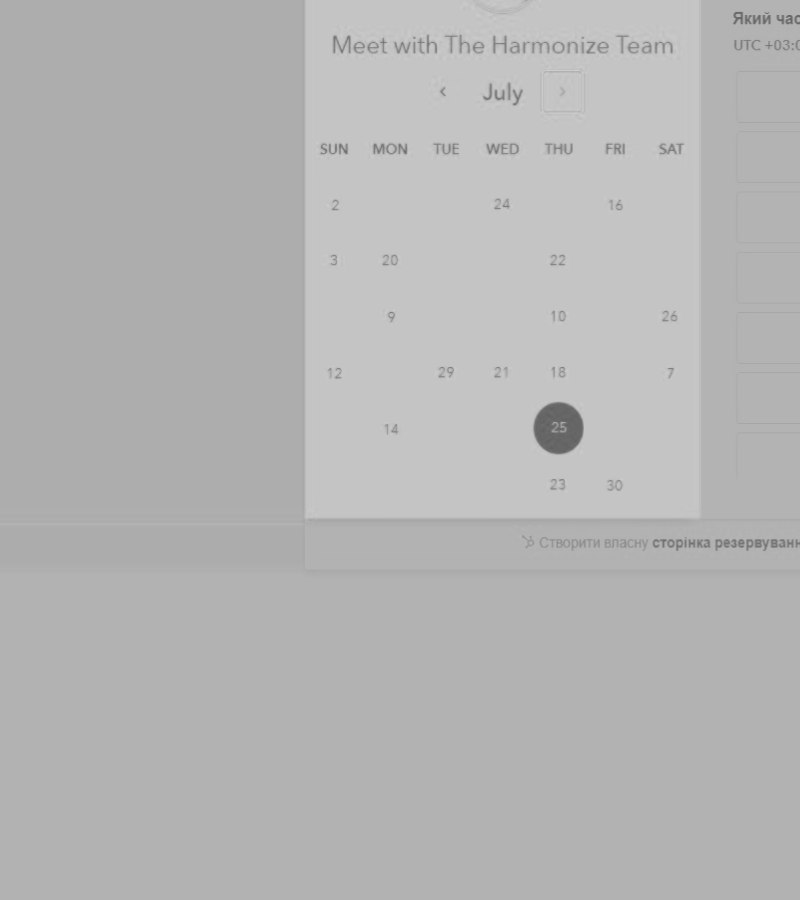 Який час
UTC +03:0
Meet with The Harmonize Team
‹ July ›
SUN MON TUE WED THU FRI SAT
2 24 16
3 20 22
9 10 26
12 29 21 18 7
14 25
23 30
Створити власну сторінка резервуванн